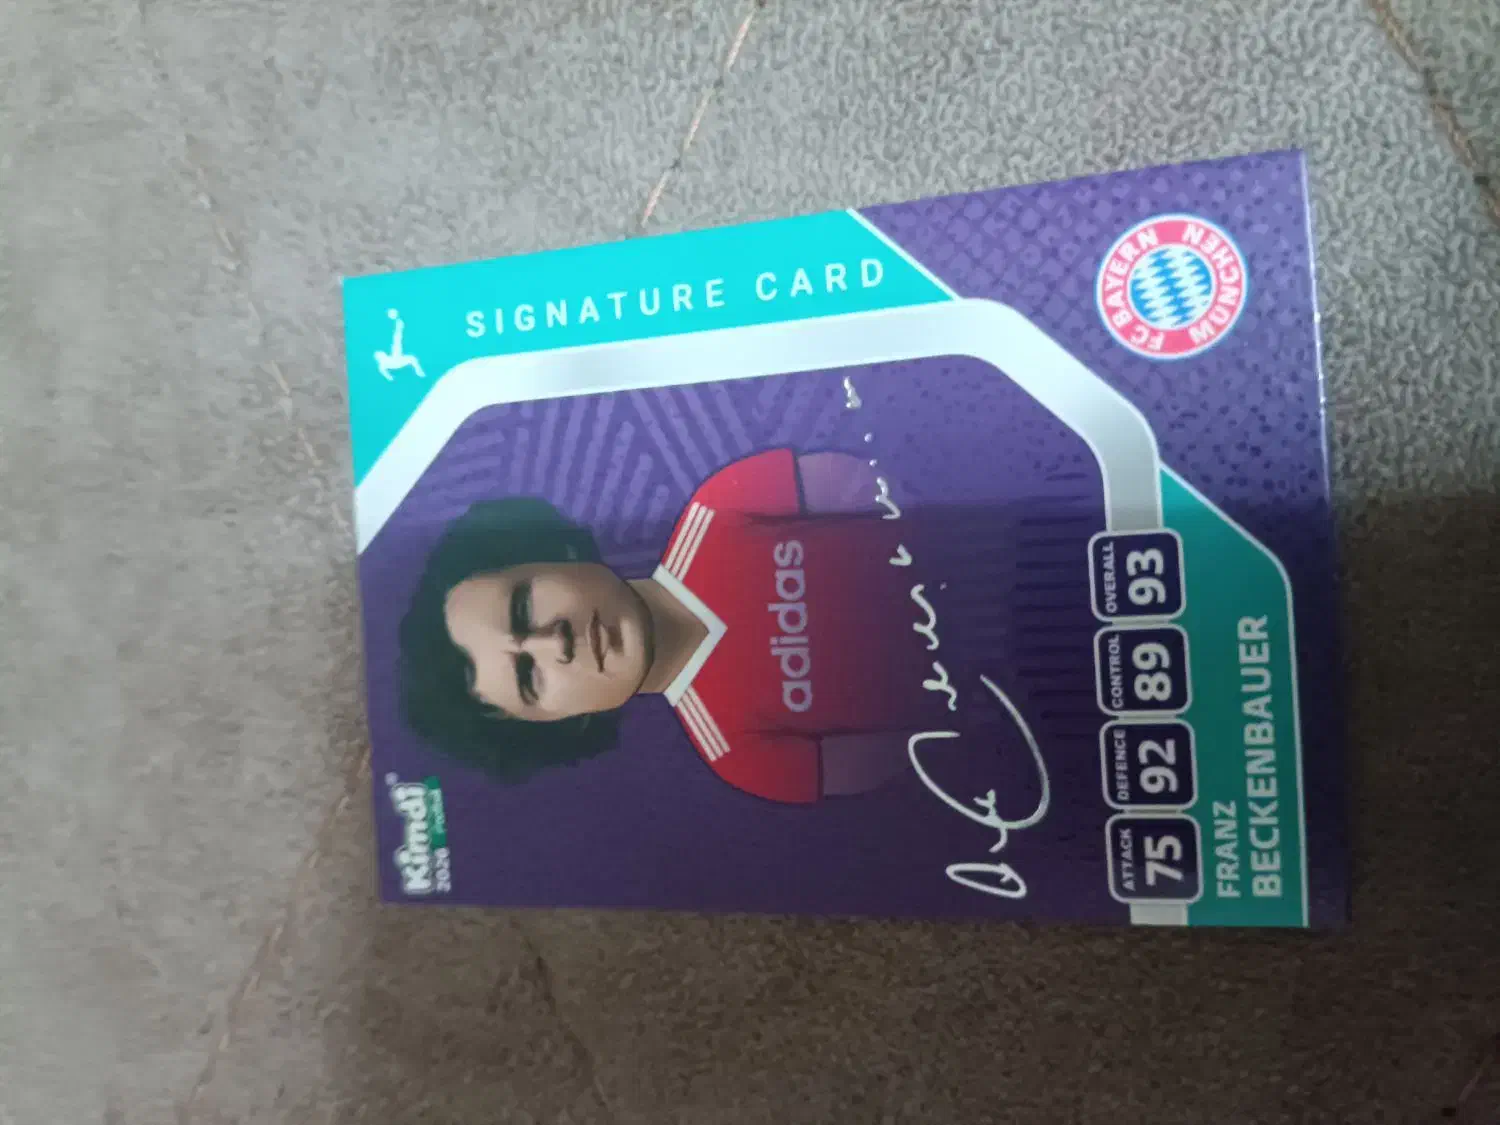 SIGNATURE CARD
Kimdi®
2026
FC BAYERN MÜNCHEN
adidas
ATTACK DEFENCE CONTROL OVERALL
75 92 89 93
FRANZ
BECKENBAUER